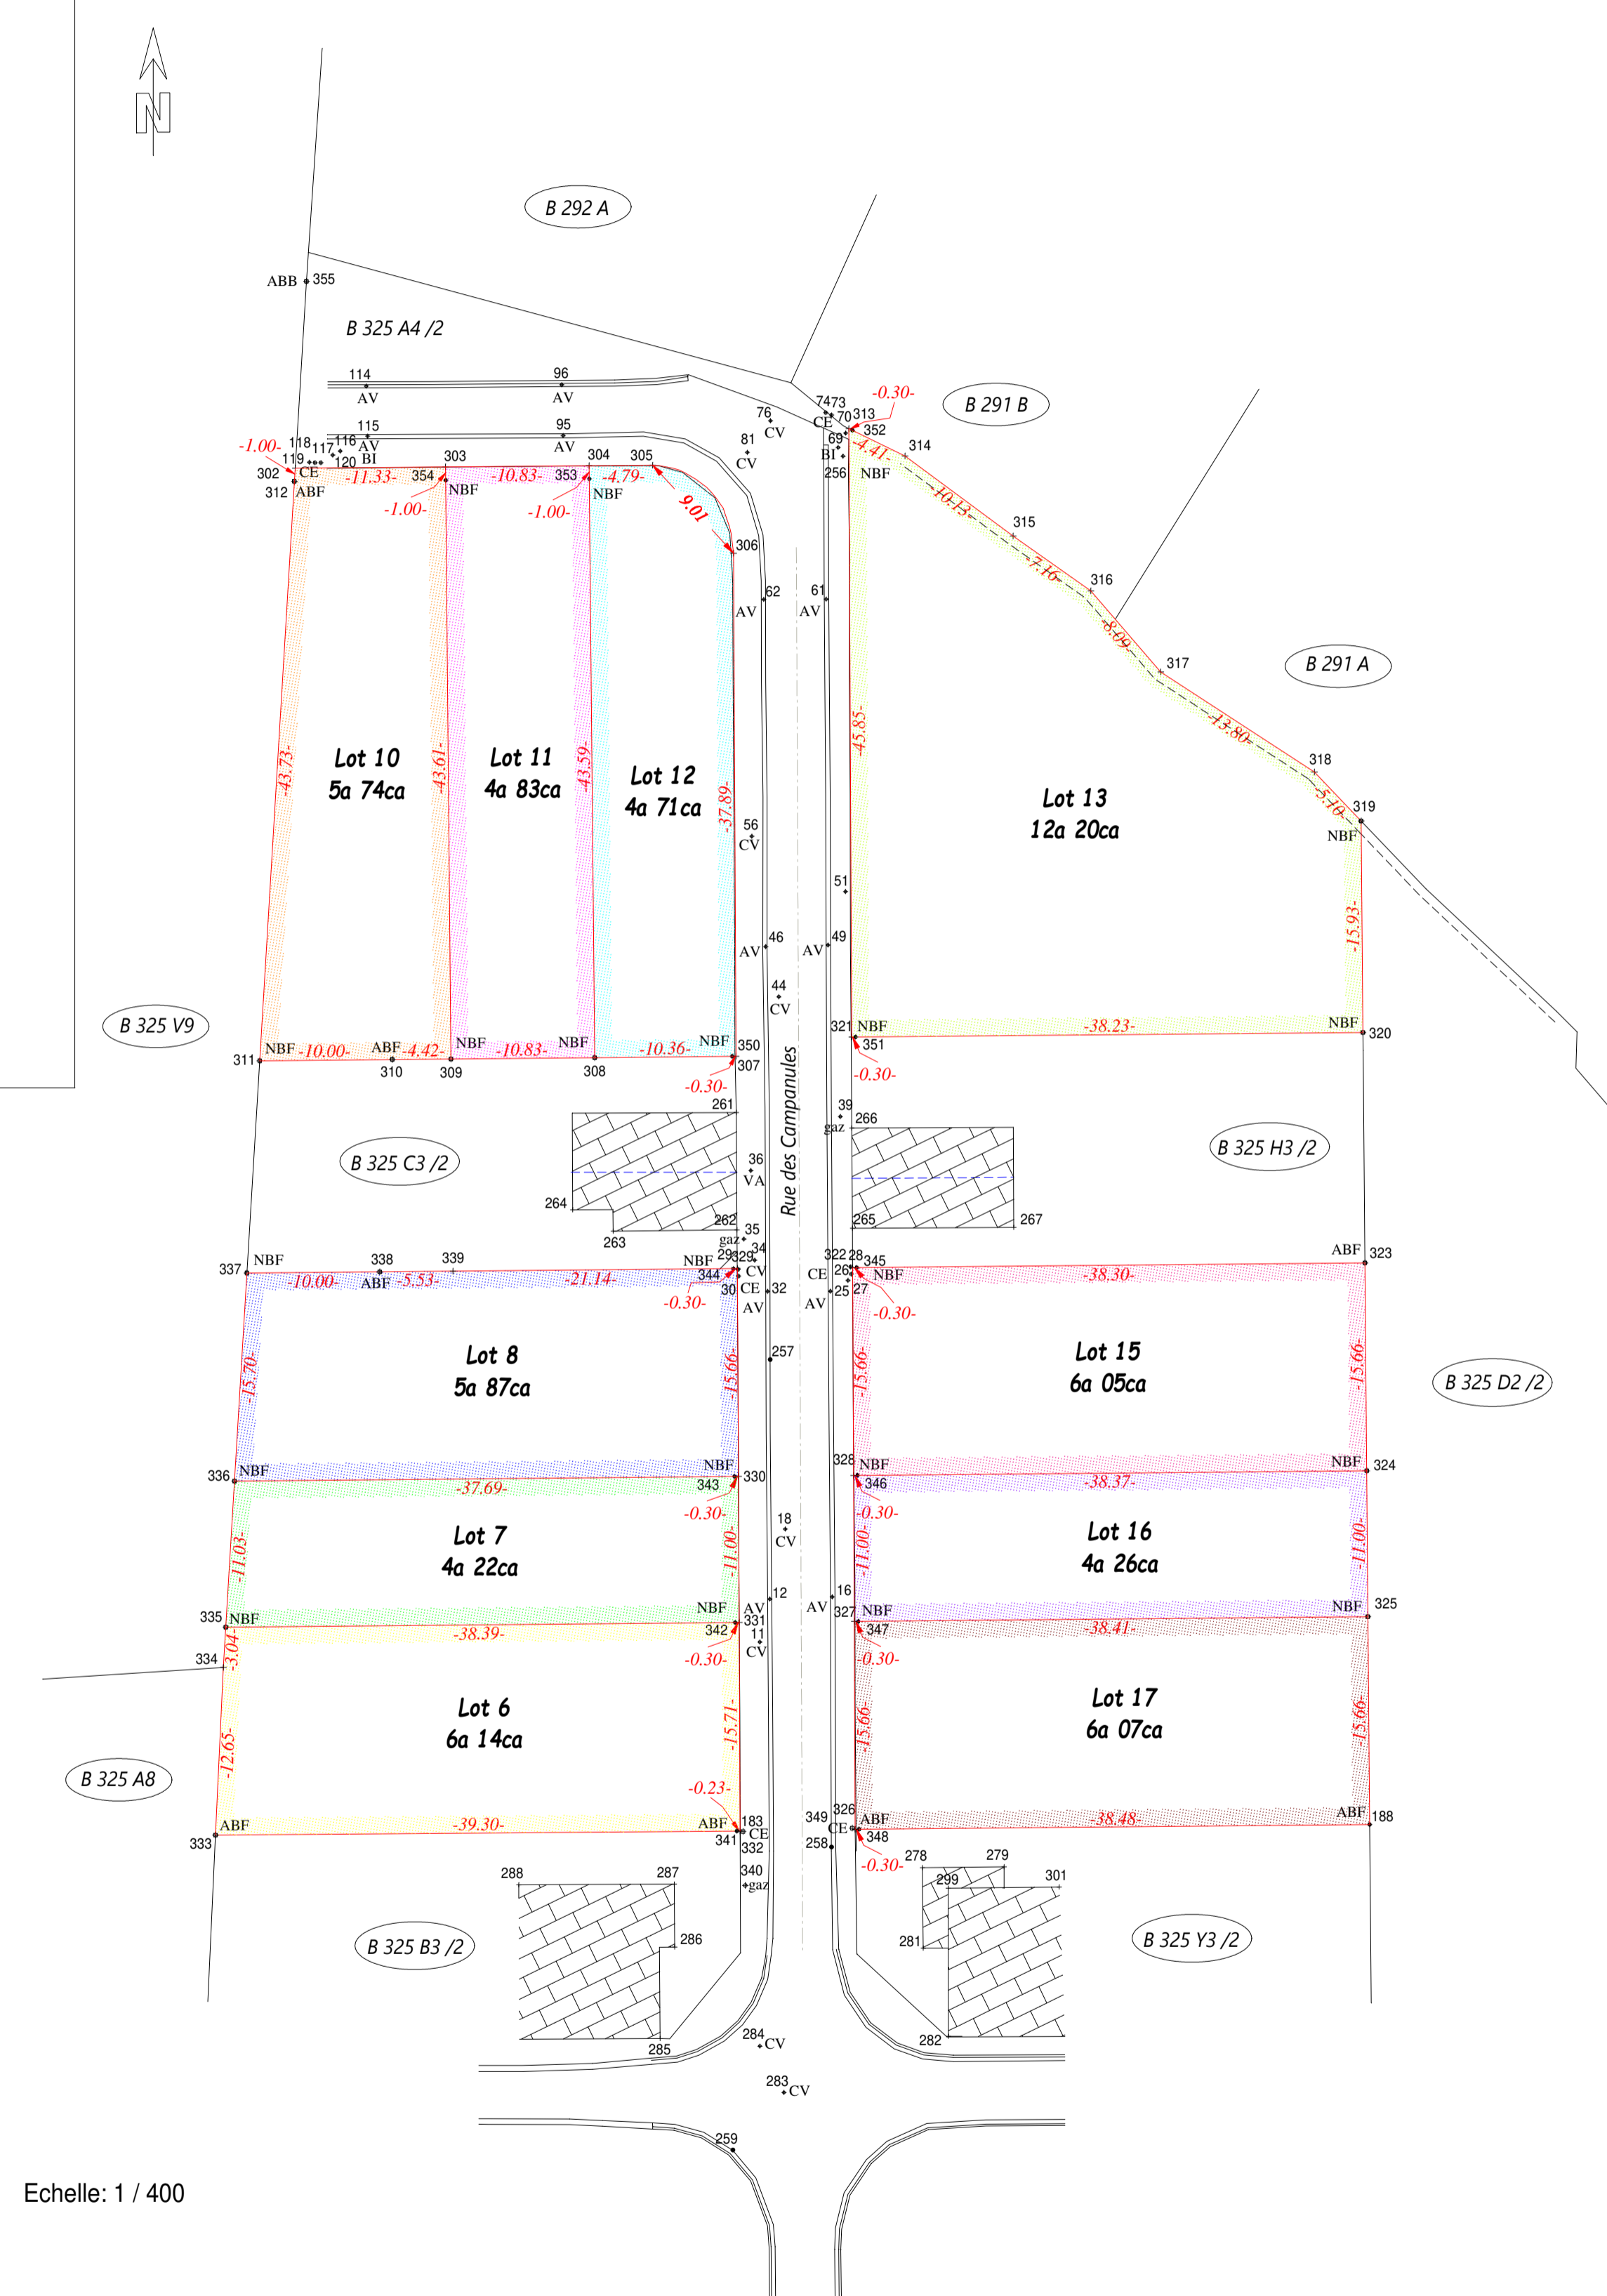 N
B 292 A
ABB
355
B 325 A4 /2
114
AV
96
AV
-0.30-
B 291 B
74
73
CE
70
313
352
76
CV
69
BI
256
-4.41-
314
NBF
81
CV
115
AV
95
AV
118
117
116
119
120
BI
CE
-1.00-
302
312
ABF
-11.33-
303
354
NBF
-1.00-
-10.83-
304
353
NBF
-1.00-
-4.79-
305
9.01
306
-10.13-
315
-7.16-
316
-8.09-
317
B 291 A
-13.80-
318
-5.10-
319
NBF
62
AV
61
AV
-43.73-
Lot 10
5a 74ca
-43.61-
Lot 11
4a 83ca
-43.59-
Lot 12
4a 71ca
-37.89-
-45.85-
Lot 13
12a 20ca
56
CV
51
46
AV
49
AV
44
CV
-15.93-
B 325 V9
311
NBF
-10.00-
ABF
310
-4.42-
NBF
309
-10.83-
NBF
308
-10.36-
NBF
350
307
-0.30-
321
NBF
351
-0.30-
-38.23-
NBF
320
Rue des Campanules
261
39
gaz
266
B 325 C3 /2
B 325 H3 /2
36
VA
264
263
262
35
gaz
34
265
267
337
NBF
338
ABF
339
-10.00-
-5.53-
-21.14-
NBF
29
329
344
CV
-0.30-
30
CE
32
AV
322
28
345
CE
26
25
27
AV
NBF
-0.30-
-38.30-
ABF
323
257
-15.70-
Lot 8
5a 87ca
-15.66-
-15.66-
Lot 15
6a 05ca
-15.66-
B 325 D2 /2
336
NBF
-37.69-
NBF
343
330
-0.30-
328
NBF
346
-0.30-
-38.37-
NBF
324
18
CV
-11.03-
Lot 7
4a 22ca
-11.00-
-11.00-
Lot 16
4a 26ca
-11.00-
12
AV
16
AV
335
NBF
-38.39-
NBF
342
331
-0.30-
11
CV
327
NBF
347
-0.30-
-38.41-
NBF
325
334
-3.04-
-12.65-
Lot 6
6a 14ca
-15.71-
-15.66-
Lot 17
6a 07ca
-15.66-
B 325 A8
-0.23-
333
ABF
-39.30-
ABF
341
183
CE
332
349
326
CE
258
ABF
348
-0.30-
-38.48-
ABF
188
340
gaz
288
287
286
285
278
279
299
301
281
282
B 325 B3 /2
B 325 Y3 /2
284
CV
283
CV
259
Echelle: 1 / 400